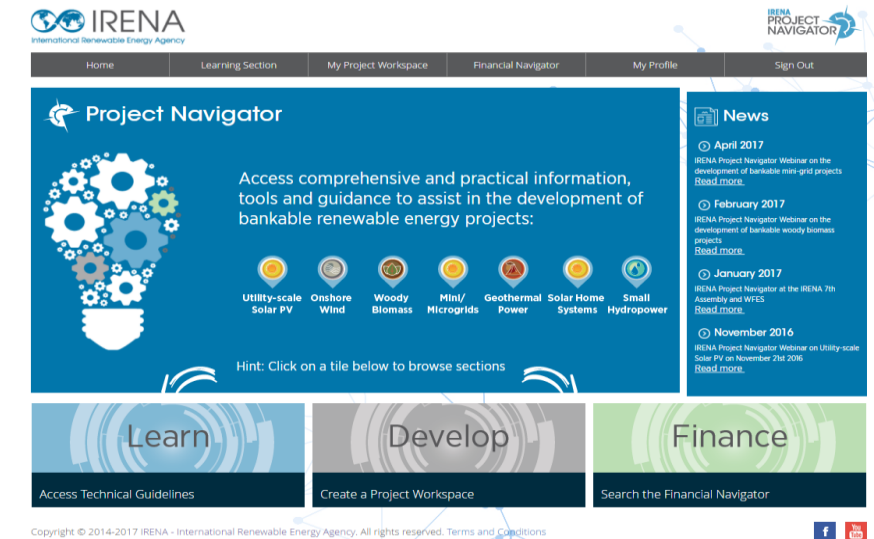 IRENA
International Renewable Energy Agency
IRENA
PROJECT
NAVIGATOR
Home
Learning Section
My Project Workspace
Financial Navigator
My Profile
Sign Out
Project Navigator
Access comprehensive and practical information,
tools and guidance to assist in the development of
bankable renewable energy projects:
Utility-scale
Solar PV
Onshore
Wind
Woody
Biomass
Mini/
Microgrids
Geothermal
Power
Solar Home
Systems
Small
Hydropower
Hint: Click on a tile below to browse sections
News
April 2017
IRENA Project Navigator Webinar on the
development of bankable mini-grid projects
Read more
February 2017
IRENA Project Navigator Webinar on the
development of bankable woody biomass
projects
Read more
January 2017
IRENA Project Navigator at the IRENA 7th
Assembly and WFES
Read more
November 2016
IRENA Project Navigator Webinar on Utility-scale
Solar PV on November 21st 2016
Read more
Learn
Access Technical Guidelines
Develop
Create a Project Workspace
Finance
Search the Financial Navigator
Copyright © 2014-2017 IRENA - International Renewable Energy Agency. All rights reserved. Terms and Conditions
f
You
Tube